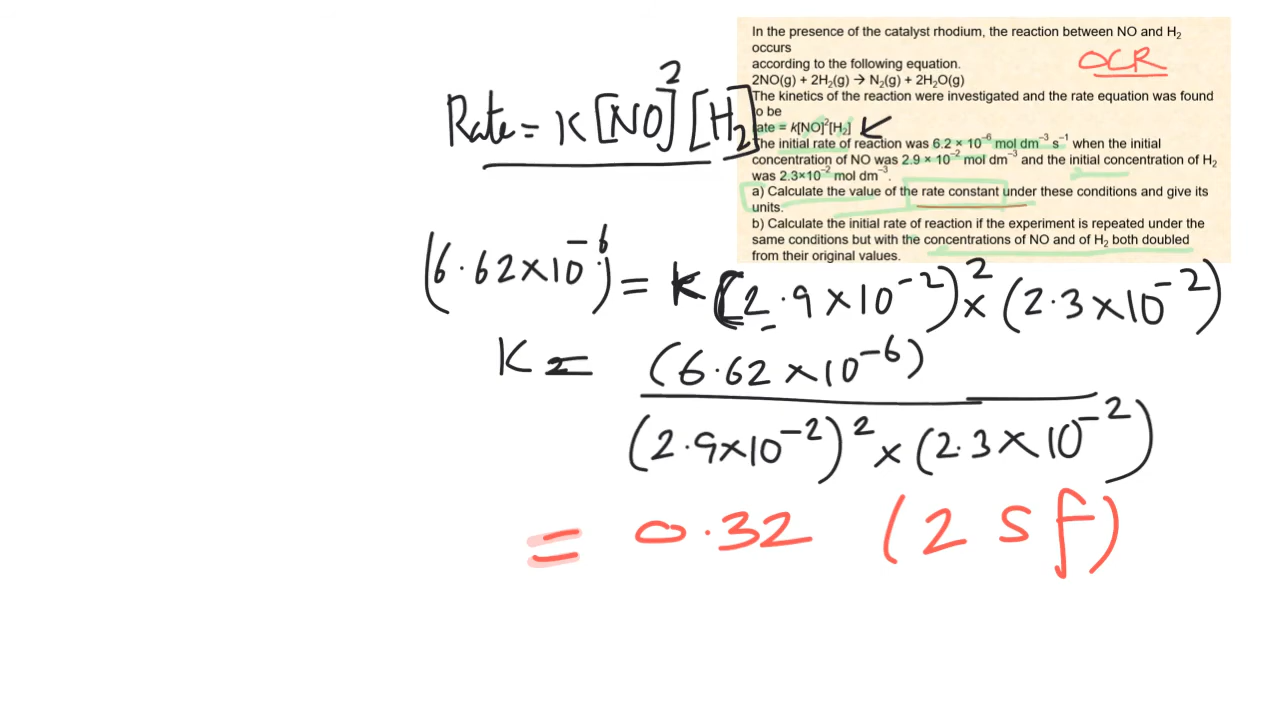 In the presence of the catalyst rhodium, the reaction between NO and H₂
occurs
according to the following equation.
2NO(g) + 2H₂(g) → N₂(g) + 2H₂O(g)
The kinetics of the reaction were investigated and the rate equation was found
to be
rate = k[NO]²[H₂]
The initial rate of reaction was 6.2 × 10⁻⁶ mol dm⁻³ s⁻¹ when the initial
concentration of NO was 2.9 × 10⁻² mol dm⁻³ and the initial concentration of H₂
was 2.3×10⁻² mol dm⁻³.
a) Calculate the value of the rate constant under these conditions and give its
units.
b) Calculate the initial rate of reaction if the experiment is repeated under the
same conditions but with the concentrations of NO and of H₂ both doubled
from their original values.
OCR
K
Rate = K [NO]² [H₂]
(6.62×10⁻⁶) = K (2.9×10⁻²)² × (2.3×10⁻²)
K = (6.62×10⁻⁶)
(2.9×10⁻²)² × (2.3×10⁻²)
= 0.32 (2 sf)